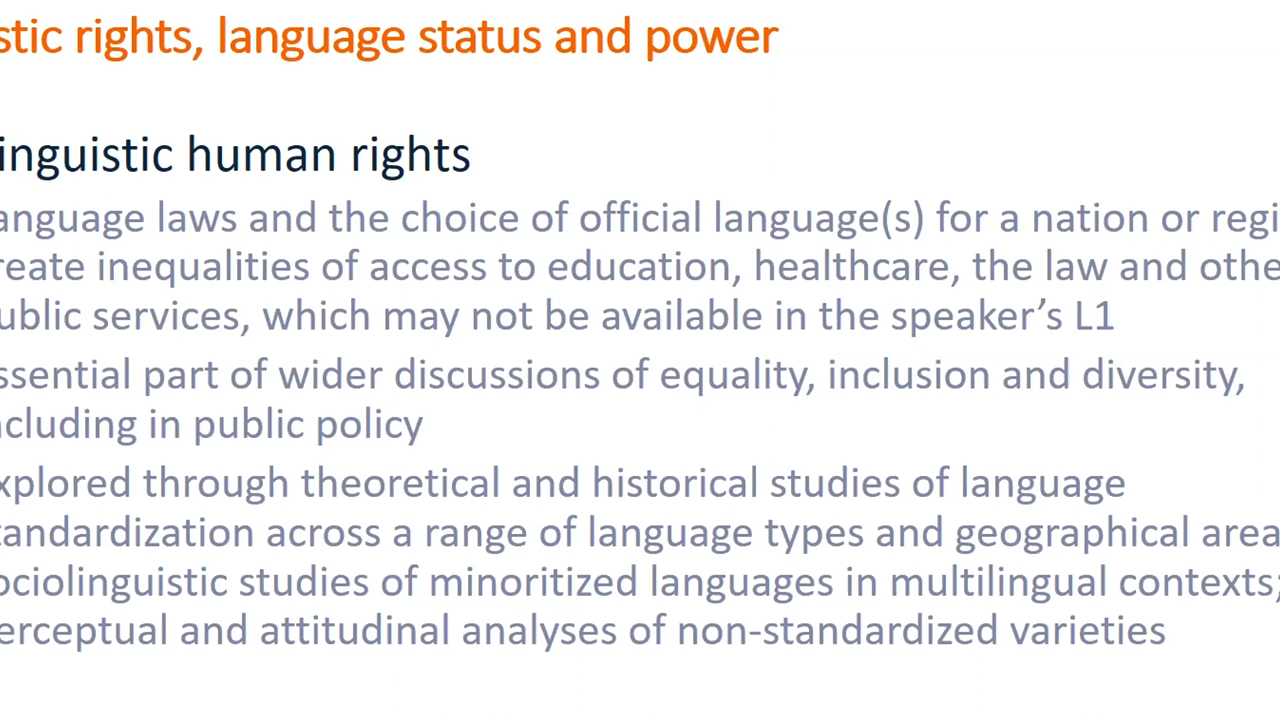 stic rights, language status and power
inguistic human rights
anguage laws and the choice of official language(s) for a nation or regi
reate inequalities of access to education, healthcare, the law and othe
ublic services, which may not be available in the speaker’s L1
ssential part of wider discussions of equality, inclusion and diversity,
ncluding in public policy
xplored through theoretical and historical studies of language
tandardization across a range of language types and geographical area
ociolinguistic studies of minoritized languages in multilingual contexts;
erceptual and attitudinal analyses of non-standardized varieties